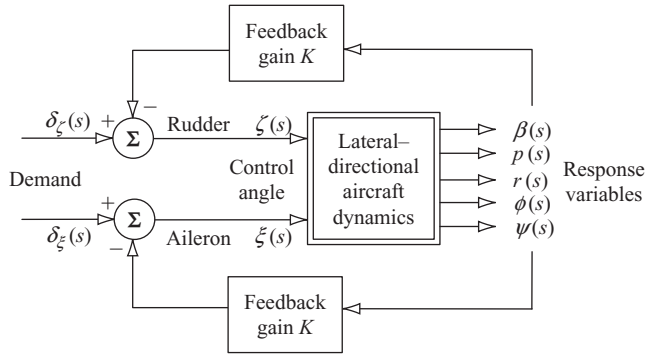 Feedback
gain K
−
δζ(s)
+
Σ
Rudder
ζ(s)
Demand
Control
angle
Lateral–
directional
aircraft
dynamics
β(s)
p(s)
r(s)
ϕ(s)
ψ(s)
Response
variables
+
Σ
δξ(s)
−
Aileron
ξ(s)
Feedback
gain K